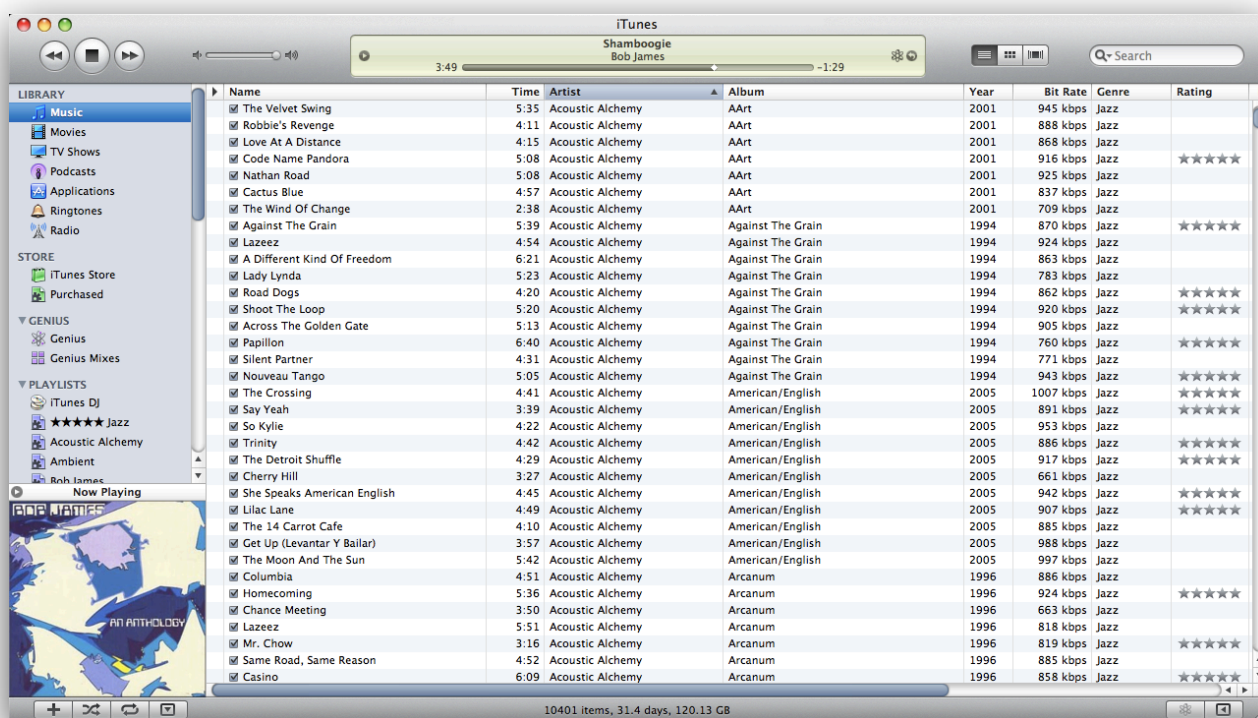 iTunes
Shamboogie
Bob James
3:49 -1:29
Search
LIBRARY
Music
Movies
TV Shows
Podcasts
Applications
Ringtones
Radio
STORE
iTunes Store
Purchased
GENIUS
Genius
Genius Mixes
PLAYLISTS
iTunes DJ
★★★★★ Jazz
Acoustic Alchemy
Ambient
Bob James
Now Playing
BOB JAMES
AN ANTHOLOGY
Name Time Artist Album Year Bit Rate Genre Rating
The Velvet Swing 5:35 Acoustic Alchemy AArt 2001 945 kbps Jazz
Robbie's Revenge 4:11 Acoustic Alchemy AArt 2001 888 kbps Jazz
Love At A Distance 4:15 Acoustic Alchemy AArt 2001 868 kbps Jazz
Code Name Pandora 5:08 Acoustic Alchemy AArt 2001 916 kbps Jazz ★★★★★
Nathan Road 5:08 Acoustic Alchemy AArt 2001 925 kbps Jazz
Cactus Blue 4:57 Acoustic Alchemy AArt 2001 837 kbps Jazz
The Wind Of Change 2:38 Acoustic Alchemy AArt 2001 709 kbps Jazz
Against The Grain 5:39 Acoustic Alchemy Against The Grain 1994 870 kbps Jazz ★★★★★
Lazeez 4:54 Acoustic Alchemy Against The Grain 1994 924 kbps Jazz
A Different Kind Of Freedom 6:21 Acoustic Alchemy Against The Grain 1994 863 kbps Jazz
Lady Lynda 5:23 Acoustic Alchemy Against The Grain 1994 783 kbps Jazz
Road Dogs 4:20 Acoustic Alchemy Against The Grain 1994 862 kbps Jazz ★★★★★
Shoot The Loop 5:20 Acoustic Alchemy Against The Grain 1994 920 kbps Jazz ★★★★★
Across The Golden Gate 5:13 Acoustic Alchemy Against The Grain 1994 905 kbps Jazz
Papillon 6:40 Acoustic Alchemy Against The Grain 1994 760 kbps Jazz ★★★★★
Silent Partner 4:31 Acoustic Alchemy Against The Grain 1994 771 kbps Jazz
Nouveau Tango 5:05 Acoustic Alchemy Against The Grain 1994 943 kbps Jazz ★★★★★
The Crossing 4:41 Acoustic Alchemy American/English 2005 1007 kbps Jazz ★★★★★
Say Yeah 3:39 Acoustic Alchemy American/English 2005 891 kbps Jazz ★★★★★
So Kylie 4:22 Acoustic Alchemy American/English 2005 953 kbps Jazz
Trinity 4:42 Acoustic Alchemy American/English 2005 886 kbps Jazz ★★★★★
The Detroit Shuffle 4:29 Acoustic Alchemy American/English 2005 917 kbps Jazz ★★★★★
Cherry Hill 3:27 Acoustic Alchemy American/English 2005 661 kbps Jazz
She Speaks American English 4:45 Acoustic Alchemy American/English 2005 942 kbps Jazz ★★★★★
Lilac Lane 4:49 Acoustic Alchemy American/English 2005 907 kbps Jazz ★★★★★
The 14 Carrot Cafe 4:10 Acoustic Alchemy American/English 2005 885 kbps Jazz
Get Up (Levantar Y Bailar) 3:57 Acoustic Alchemy American/English 2005 988 kbps Jazz
The Moon And The Sun 5:42 Acoustic Alchemy American/English 2005 997 kbps Jazz
Columbia 4:51 Acoustic Alchemy Arcanum 1996 886 kbps Jazz
Homecoming 5:36 Acoustic Alchemy Arcanum 1996 924 kbps Jazz ★★★★★
Chance Meeting 3:50 Acoustic Alchemy Arcanum 1996 663 kbps Jazz
Lazeez 5:51 Acoustic Alchemy Arcanum 1996 818 kbps Jazz
Mr. Chow 3:16 Acoustic Alchemy Arcanum 1996 819 kbps Jazz ★★★★★
Same Road, Same Reason 4:52 Acoustic Alchemy Arcanum 1996 885 kbps Jazz
Casino 6:09 Acoustic Alchemy Arcanum 1996 858 kbps Jazz ★★★★★
10401 items, 31.4 days, 120.13 GB